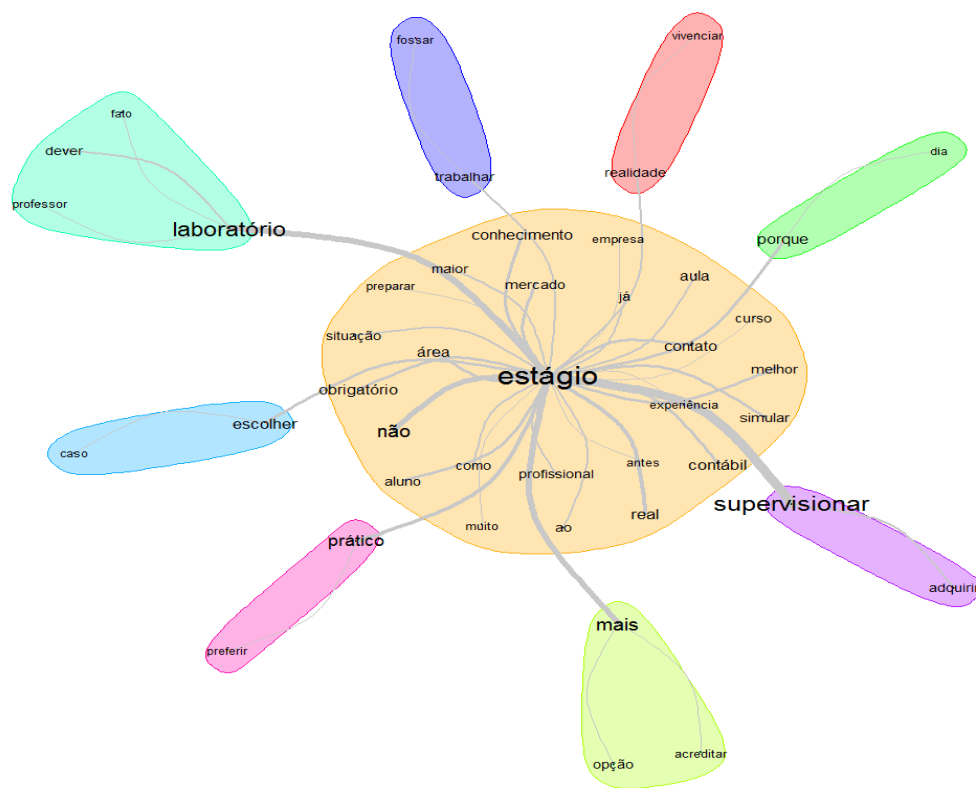 vivenciar
fossar
fato
dever
dia
realidade
trabalhar
professor
laboratório
conhecimento
empresa
porque
maior
aula
mercado
preparar
já
curso
situação
área
contato
estágio
melhor
obrigatório
experiência
simular
escolher
não
caso
como
antes
contábil
aluno
profissional
supervisionar
real
muito
ao
prático
adquirir
mais
preferir
acreditar
opção